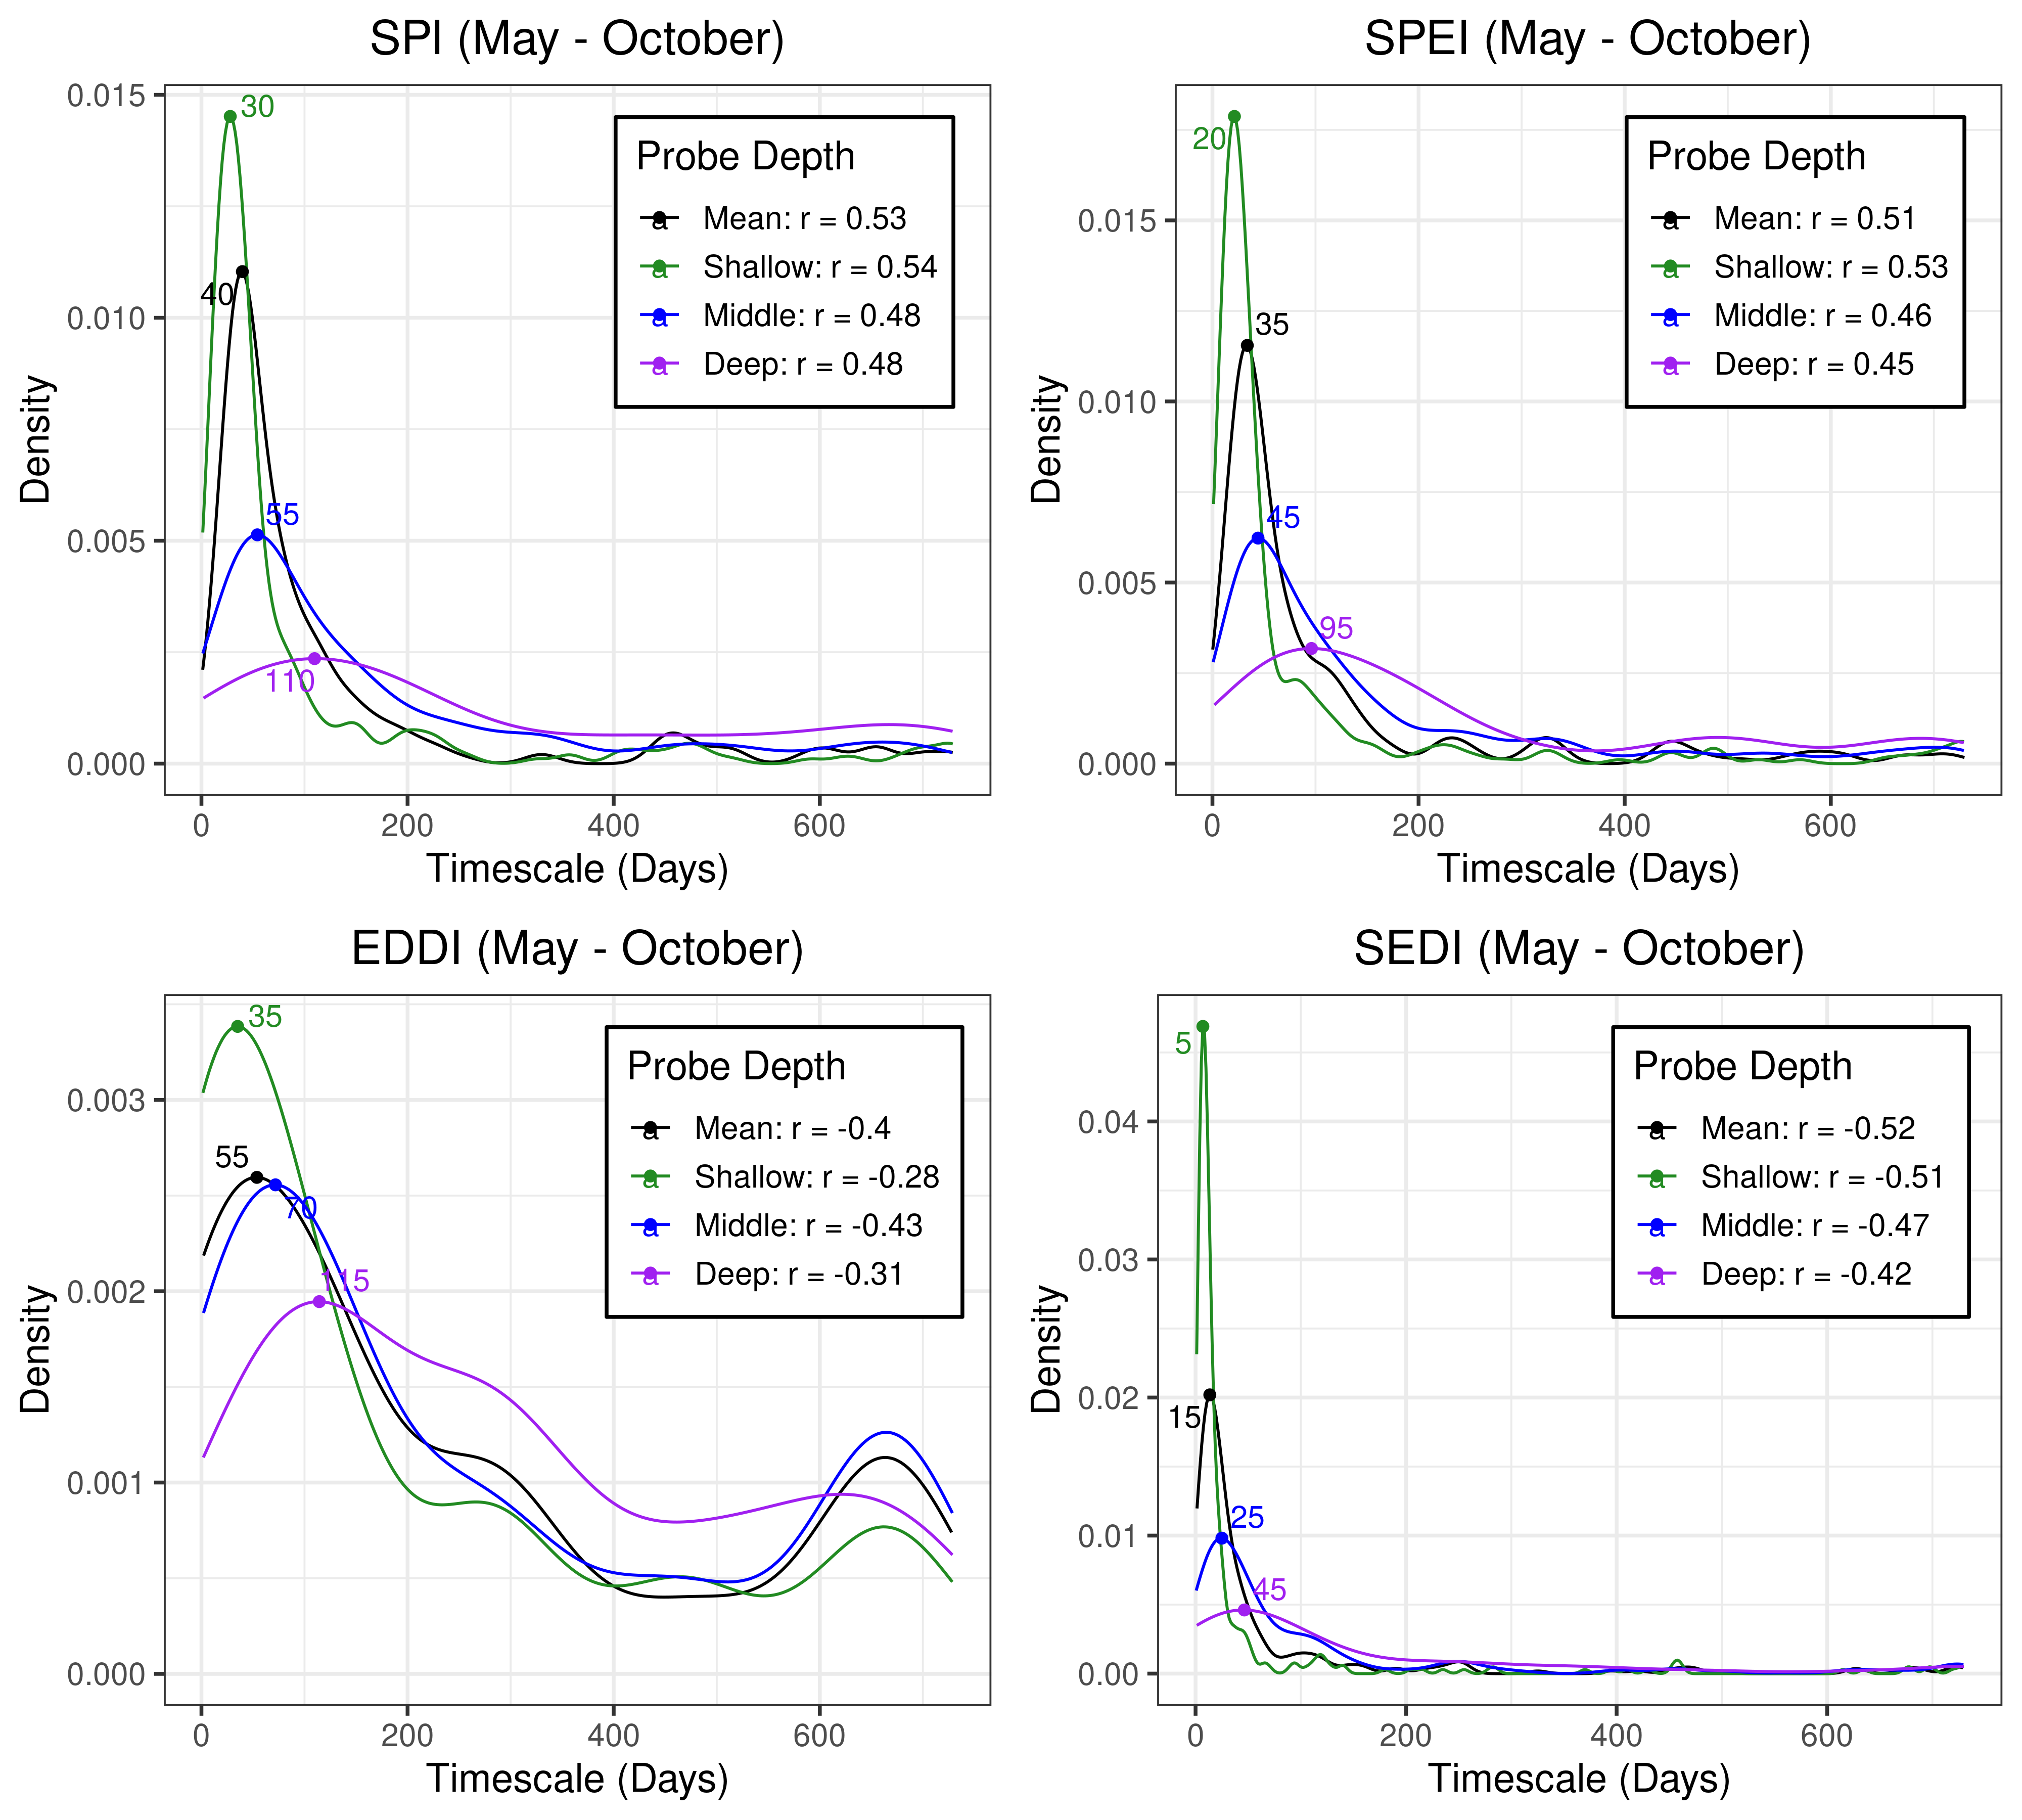 SPI (May - October)
0.015
0.010
0.005
0.000
Density
30
40
55
110
Probe Depth
a Mean: r = 0.53
a Shallow: r = 0.54
a Middle: r = 0.48
a Deep: r = 0.48
0 200 400 600
Timescale (Days)
SPEI (May - October)
0.015
0.010
0.005
0.000
Density
20
35
45
95
Probe Depth
a Mean: r = 0.51
a Shallow: r = 0.53
a Middle: r = 0.46
a Deep: r = 0.45
0 200 400 600
Timescale (Days)
EDDI (May - October)
0.003
0.002
0.001
0.000
Density
35
55
70
115
Probe Depth
a Mean: r = -0.4
a Shallow: r = -0.28
a Middle: r = -0.43
a Deep: r = -0.31
0 200 400 600
Timescale (Days)
SEDI (May - October)
0.04
0.03
0.02
0.01
0.00
Density
5
15
25
45
Probe Depth
a Mean: r = -0.52
a Shallow: r = -0.51
a Middle: r = -0.47
a Deep: r = -0.42
0 200 400 600
Timescale (Days)